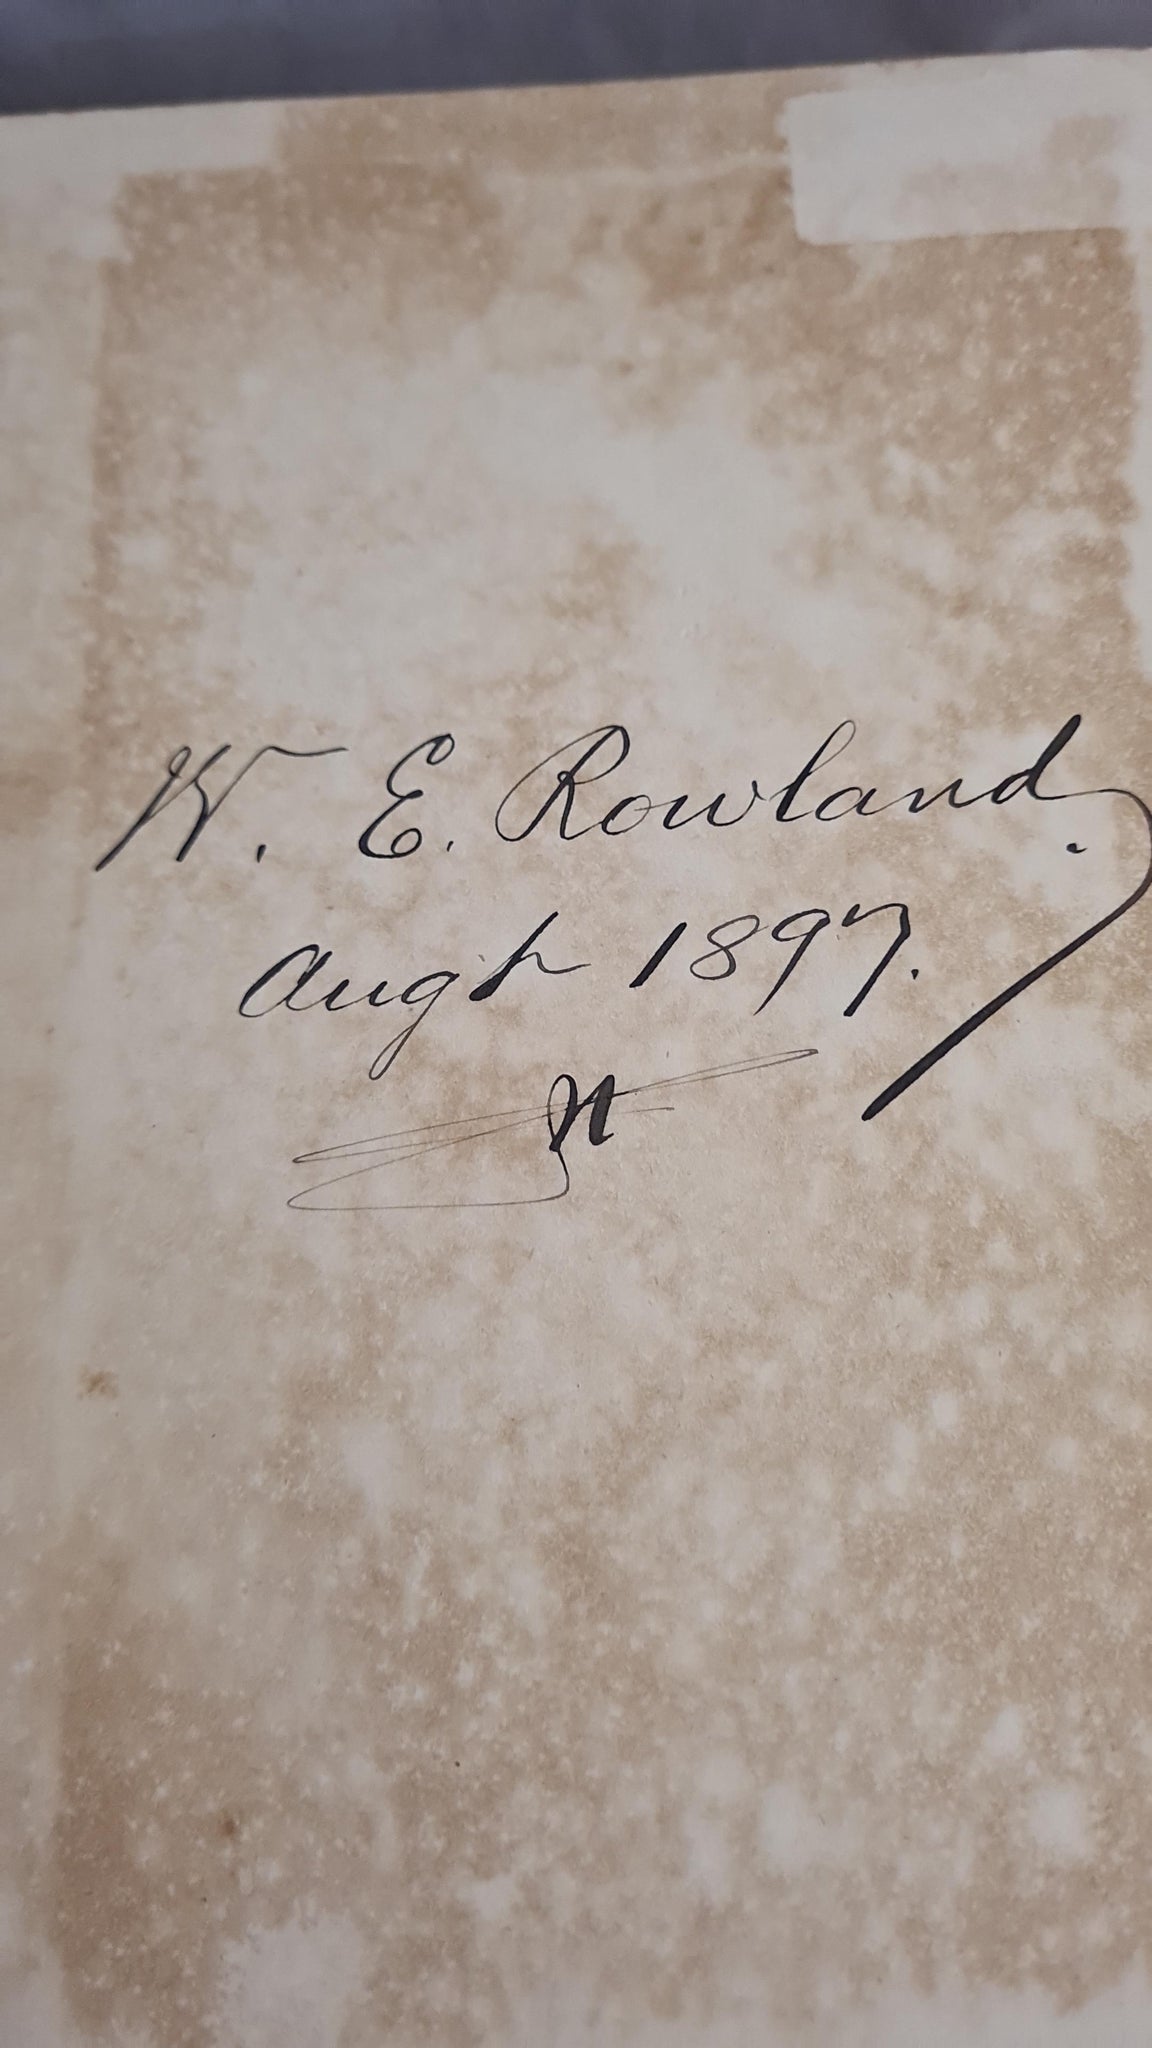 W. E. Rowland.
Augt 1897.